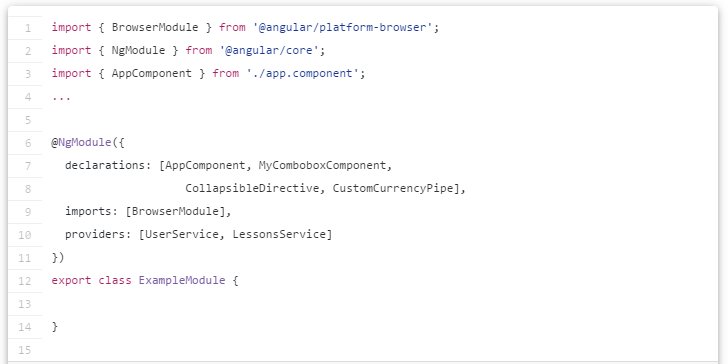 1 import { BrowserModule } from '@angular/platform-browser';
2 import { NgModule } from '@angular/core';
3 import { AppComponent } from './app.component';
4 ...
5
6 @NgModule({
7   declarations: [AppComponent, MyComboboxComponent,
8                     CollapsibleDirective, CustomCurrencyPipe],
9   imports: [BrowserModule],
10   providers: [UserService, LessonsService]
11 })
12 export class ExampleModule {
13
14 }
15